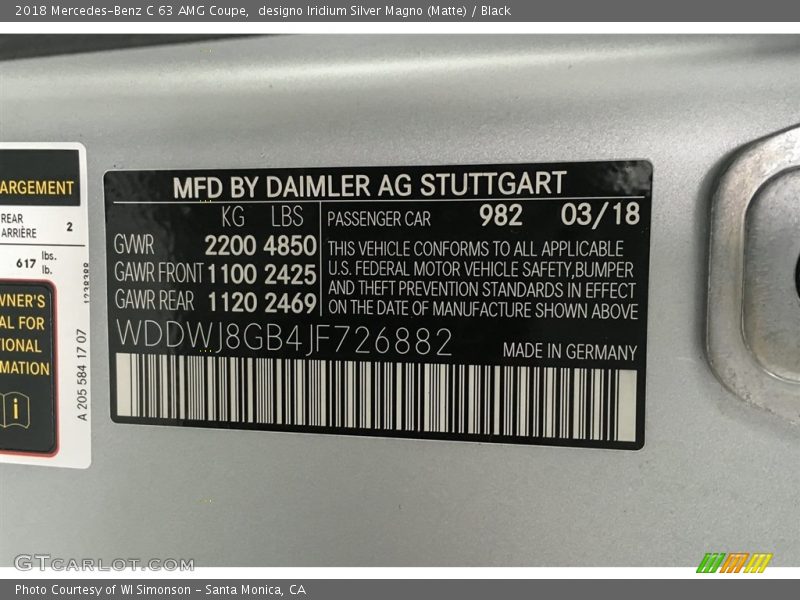 2018 Mercedes-Benz C 63 AMG Coupe,  designo Iridium Silver Magno (Matte) / Black
ARGEMENT
REAR
ARRIÈRE 2
617 lbs.
lb.
WNER'S
AL FOR
TIONAL
MATION
i
A 205 584 17 07
MFD BY DAIMLER AG STUTTGART
KG LBS
GVWR 2200 4850
GAWR FRONT 1100 2425
GAWR REAR 1120 2469
PASSENGER CAR 982 03/18
THIS VEHICLE CONFORMS TO ALL APPLICABLE
U.S. FEDERAL MOTOR VEHICLE SAFETY,BUMPER
AND THEFT PREVENTION STANDARDS IN EFFECT
ON THE DATE OF MANUFACTURE SHOWN ABOVE
WDDWJ8GB4JF726882
MADE IN GERMANY
GTCARLOT.COM
Photo Courtesy of WI Simonson - Santa Monica, CA